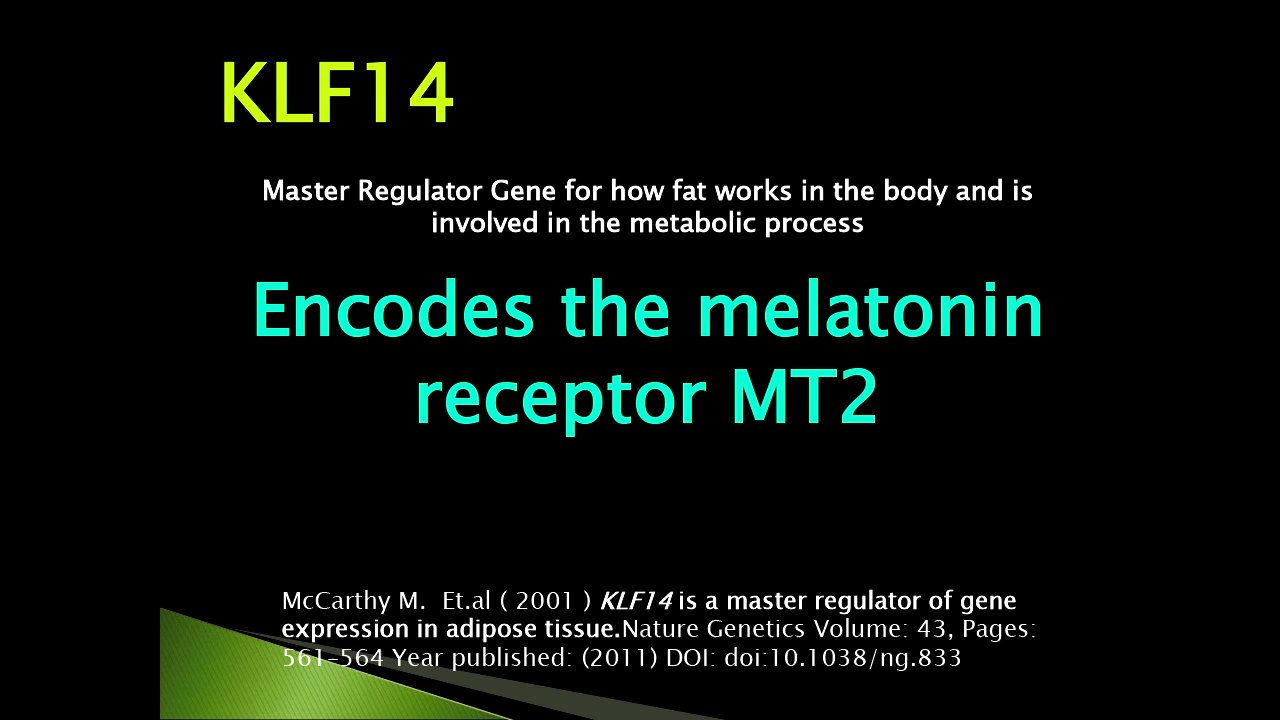 KLF14
Master Regulator Gene for how fat works in the body and is
involved in the metabolic process
Encodes the melatonin
receptor MT2
McCarthy M.  Et.al ( 2001 ) KLF14 is a master regulator of gene
expression in adipose tissue.Nature Genetics Volume: 43, Pages:
561–564 Year published: (2011) DOI: doi:10.1038/ng.833